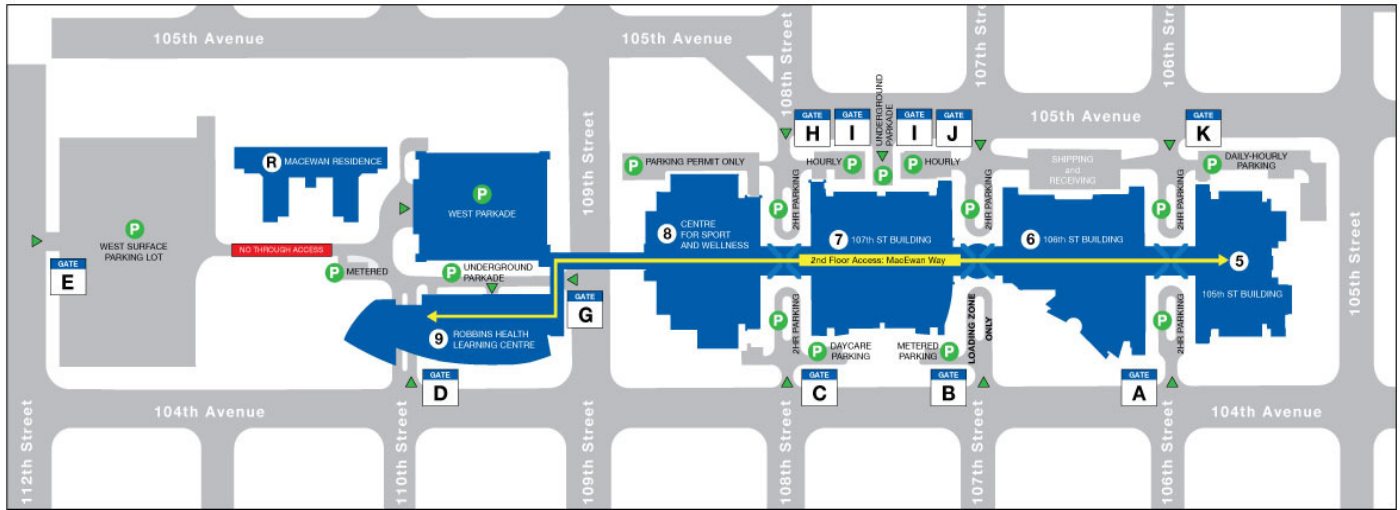 105th Avenue
105th Avenue
108th Street
107th Street
106th Street
105th Avenue
GATE
H
GATE
I
UNDERGROUND
PARKADE
GATE
I
GATE
J
GATE
K
R MACEWAN RESIDENCE
P
WEST PARKADE
109th Street
P PARKING PERMIT ONLY
HOURLY P
P
P HOURLY
SHIPPING
and
RECEIVING
P DAILY-HOURLY
PARKING
P
2HR PARKING
P
2HR PARKING
P
2HR PARKING
P
WEST SURFACE
PARKING LOT
NO THROUGH ACCESS
8
CENTRE
FOR SPORT
AND WELLNESS
7 107th ST BUILDING
6 106th ST BUILDING
5
105th ST BUILDING
2nd Floor Access: MacEwan Way
GATE
E
P METERED
P UNDERGROUND
PARKADE
GATE
G
9 ROBBINS HEALTH
LEARNING CENTRE
P
2HR PARKING
P DAYCARE
PARKING
METERED
PARKING P
LOADING ZONE
ONLY
P
2HR PARKING
105th Street
GATE
D
GATE
C
GATE
B
GATE
A
104th Avenue
104th Avenue
112th Street
110th Street
109th Street
108th Street
107th Street
106th Street